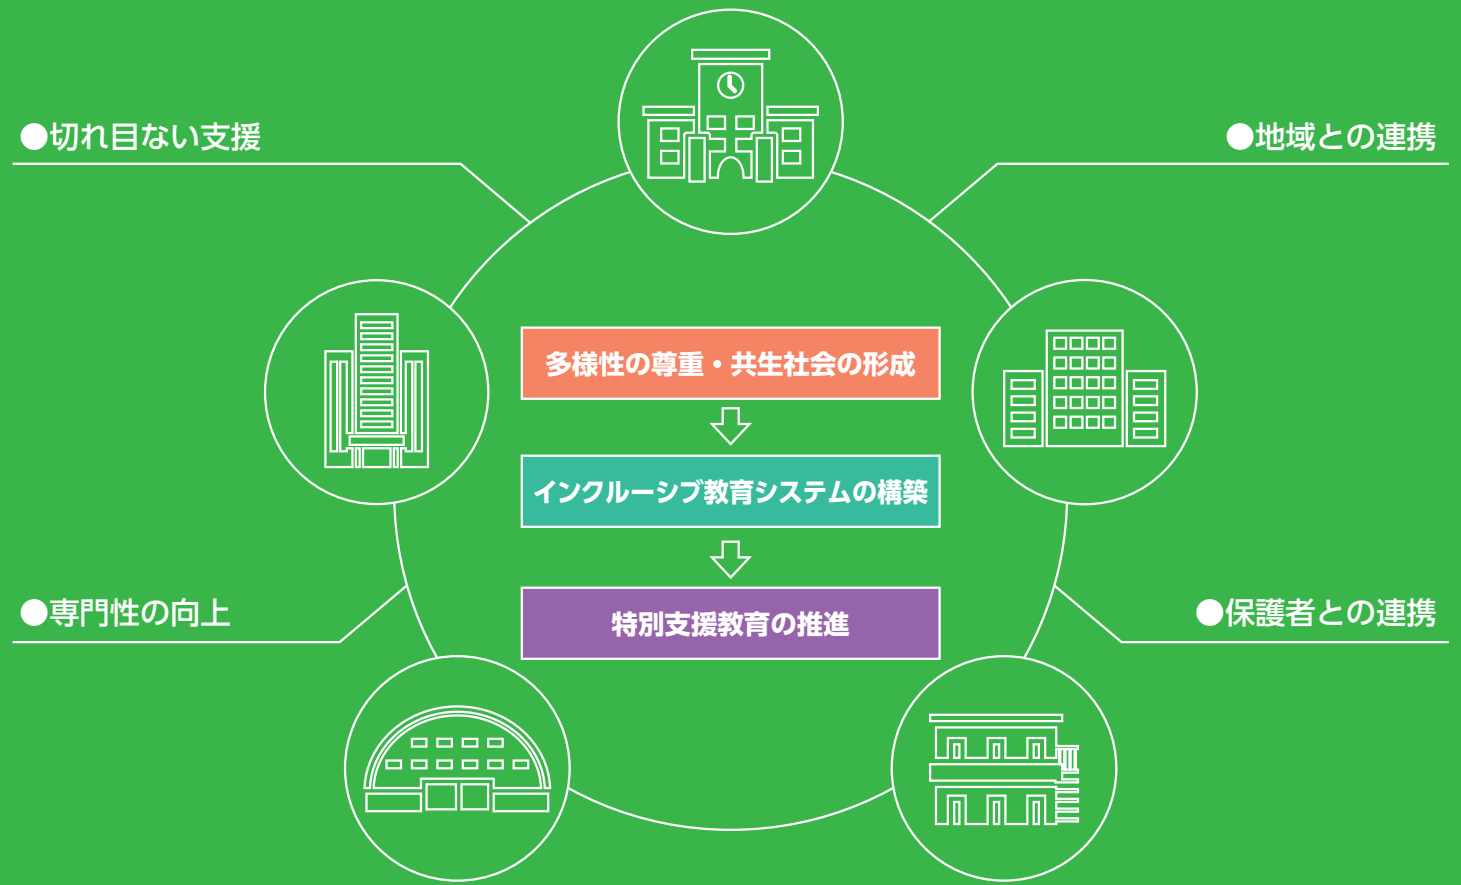 ●切れ目ない支援
●地域との連携
多様性の尊重・共生社会の形成
インクルーシブ教育システムの構築
特別支援教育の推進
●専門性の向上
●保護者との連携